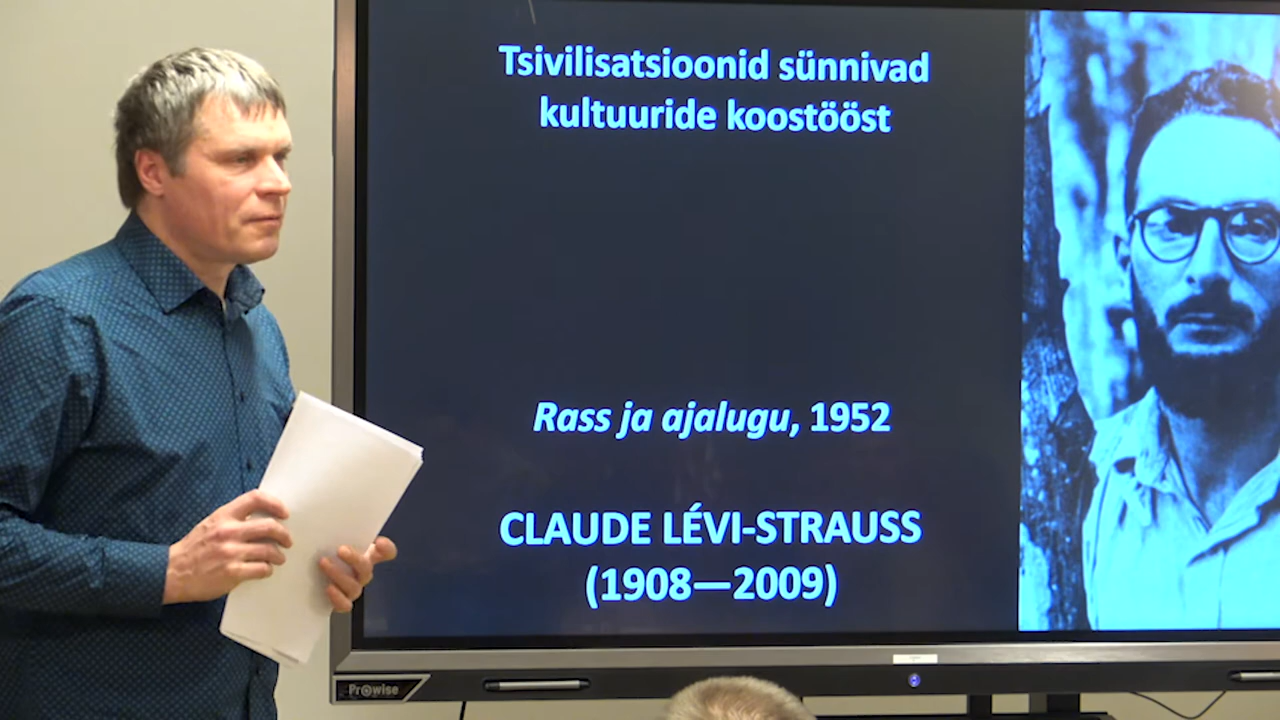 Tsivilisatsioonid sünnivad
kultuuride koostööst
Rass ja ajalugu, 1952
CLAUDE LÉVI-STRAUSS
(1908—2009)
Prowise